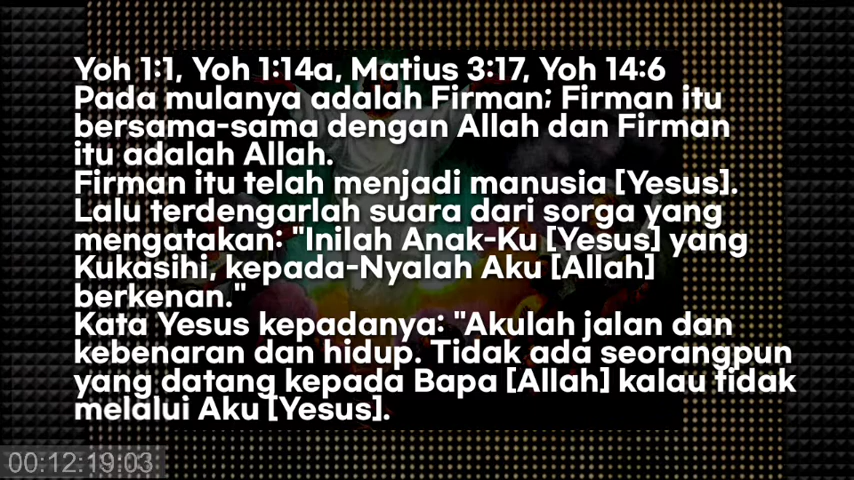 Yoh 1:1, Yoh 1:14a, Matius 3:17, Yoh 14:6
Pada mulanya adalah Firman; Firman itu
bersama-sama dengan Allah dan Firman
itu adalah Allah.
Firman itu telah menjadi manusia [Yesus].
Lalu terdengarlah suara dari sorga yang
mengatakan: "Inilah Anak-Ku [Yesus] yang
Kukasihi, kepada-Nyalah Aku [Allah]
berkenan."
Kata Yesus kepadanya: "Akulah jalan dan
kebenaran dan hidup. Tidak ada seorangpun
yang datang kepada Bapa [Allah] kalau tidak
melalui Aku [Yesus].
00:12:19:03